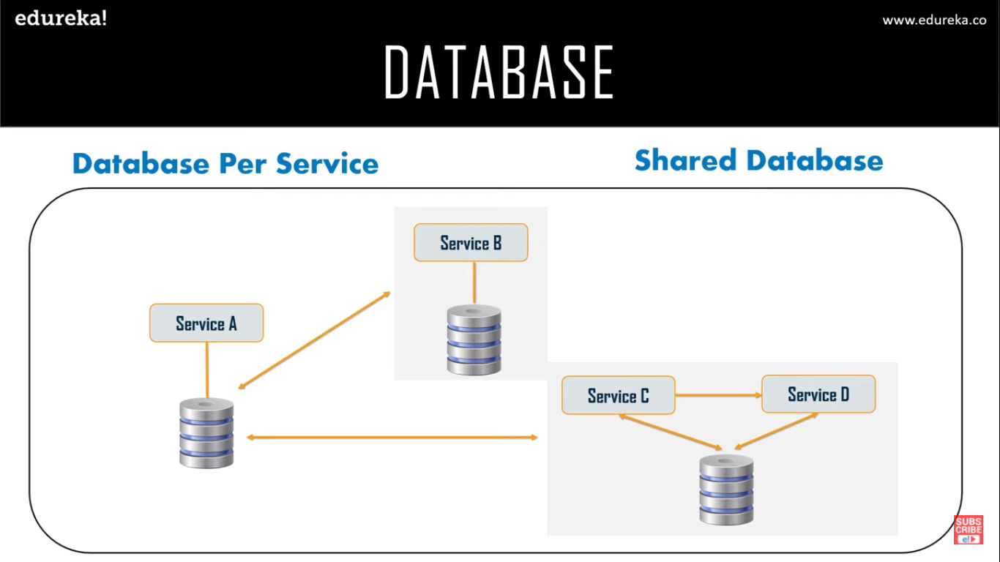 edureka!
www.edureka.co
DATABASE
Database Per Service
Shared Database
Service B
Service A
Service C
Service D
SUBS
CRIBE
e!